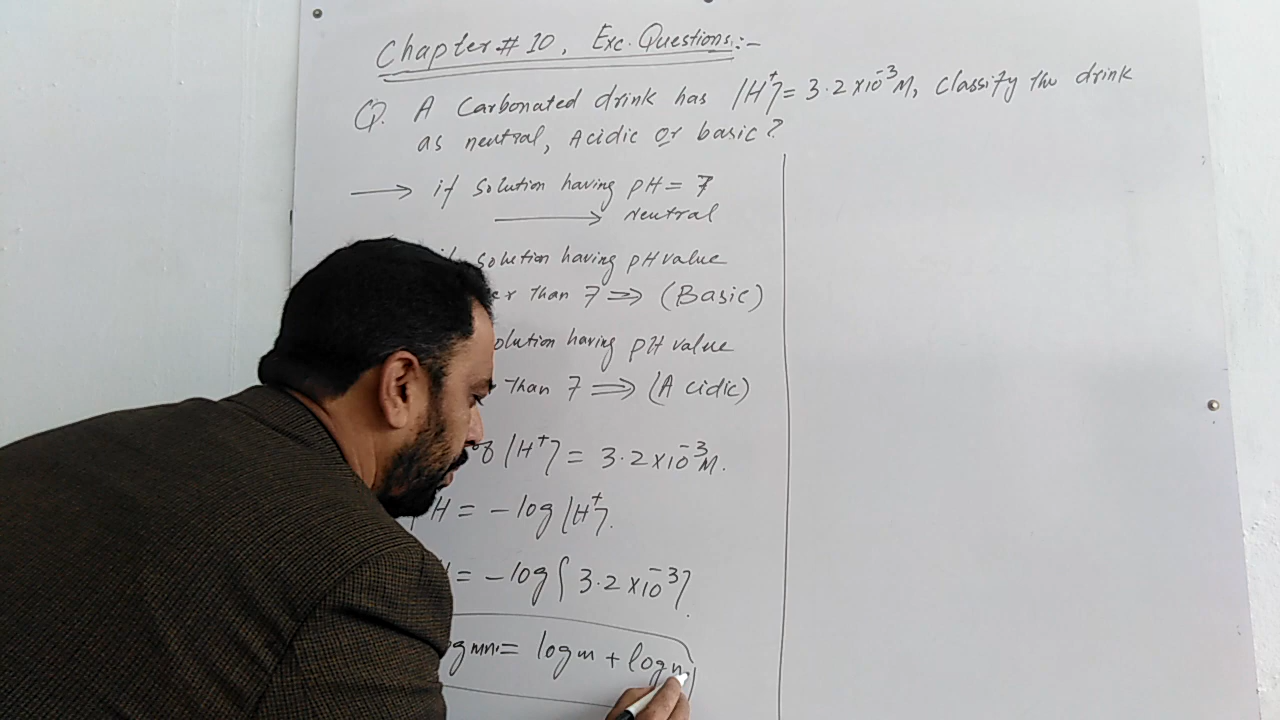 Chapter # 10, Exc. Questions:-
Q. A Carbonated drink has [H⁺] = 3.2 x 10⁻³ M, classify the drink
as neutral, Acidic or basic?
→ if Solution having pH = 7
→ Neutral
solution having pH value
than 7 ⇒ (Basic)
having pH value
than 7 ⇒ (Acidic)
[H⁺] = 3.2 x 10⁻³ M.
H = -log [H⁺].
= -log [3.2 x 10⁻³].
mn = log m + log n